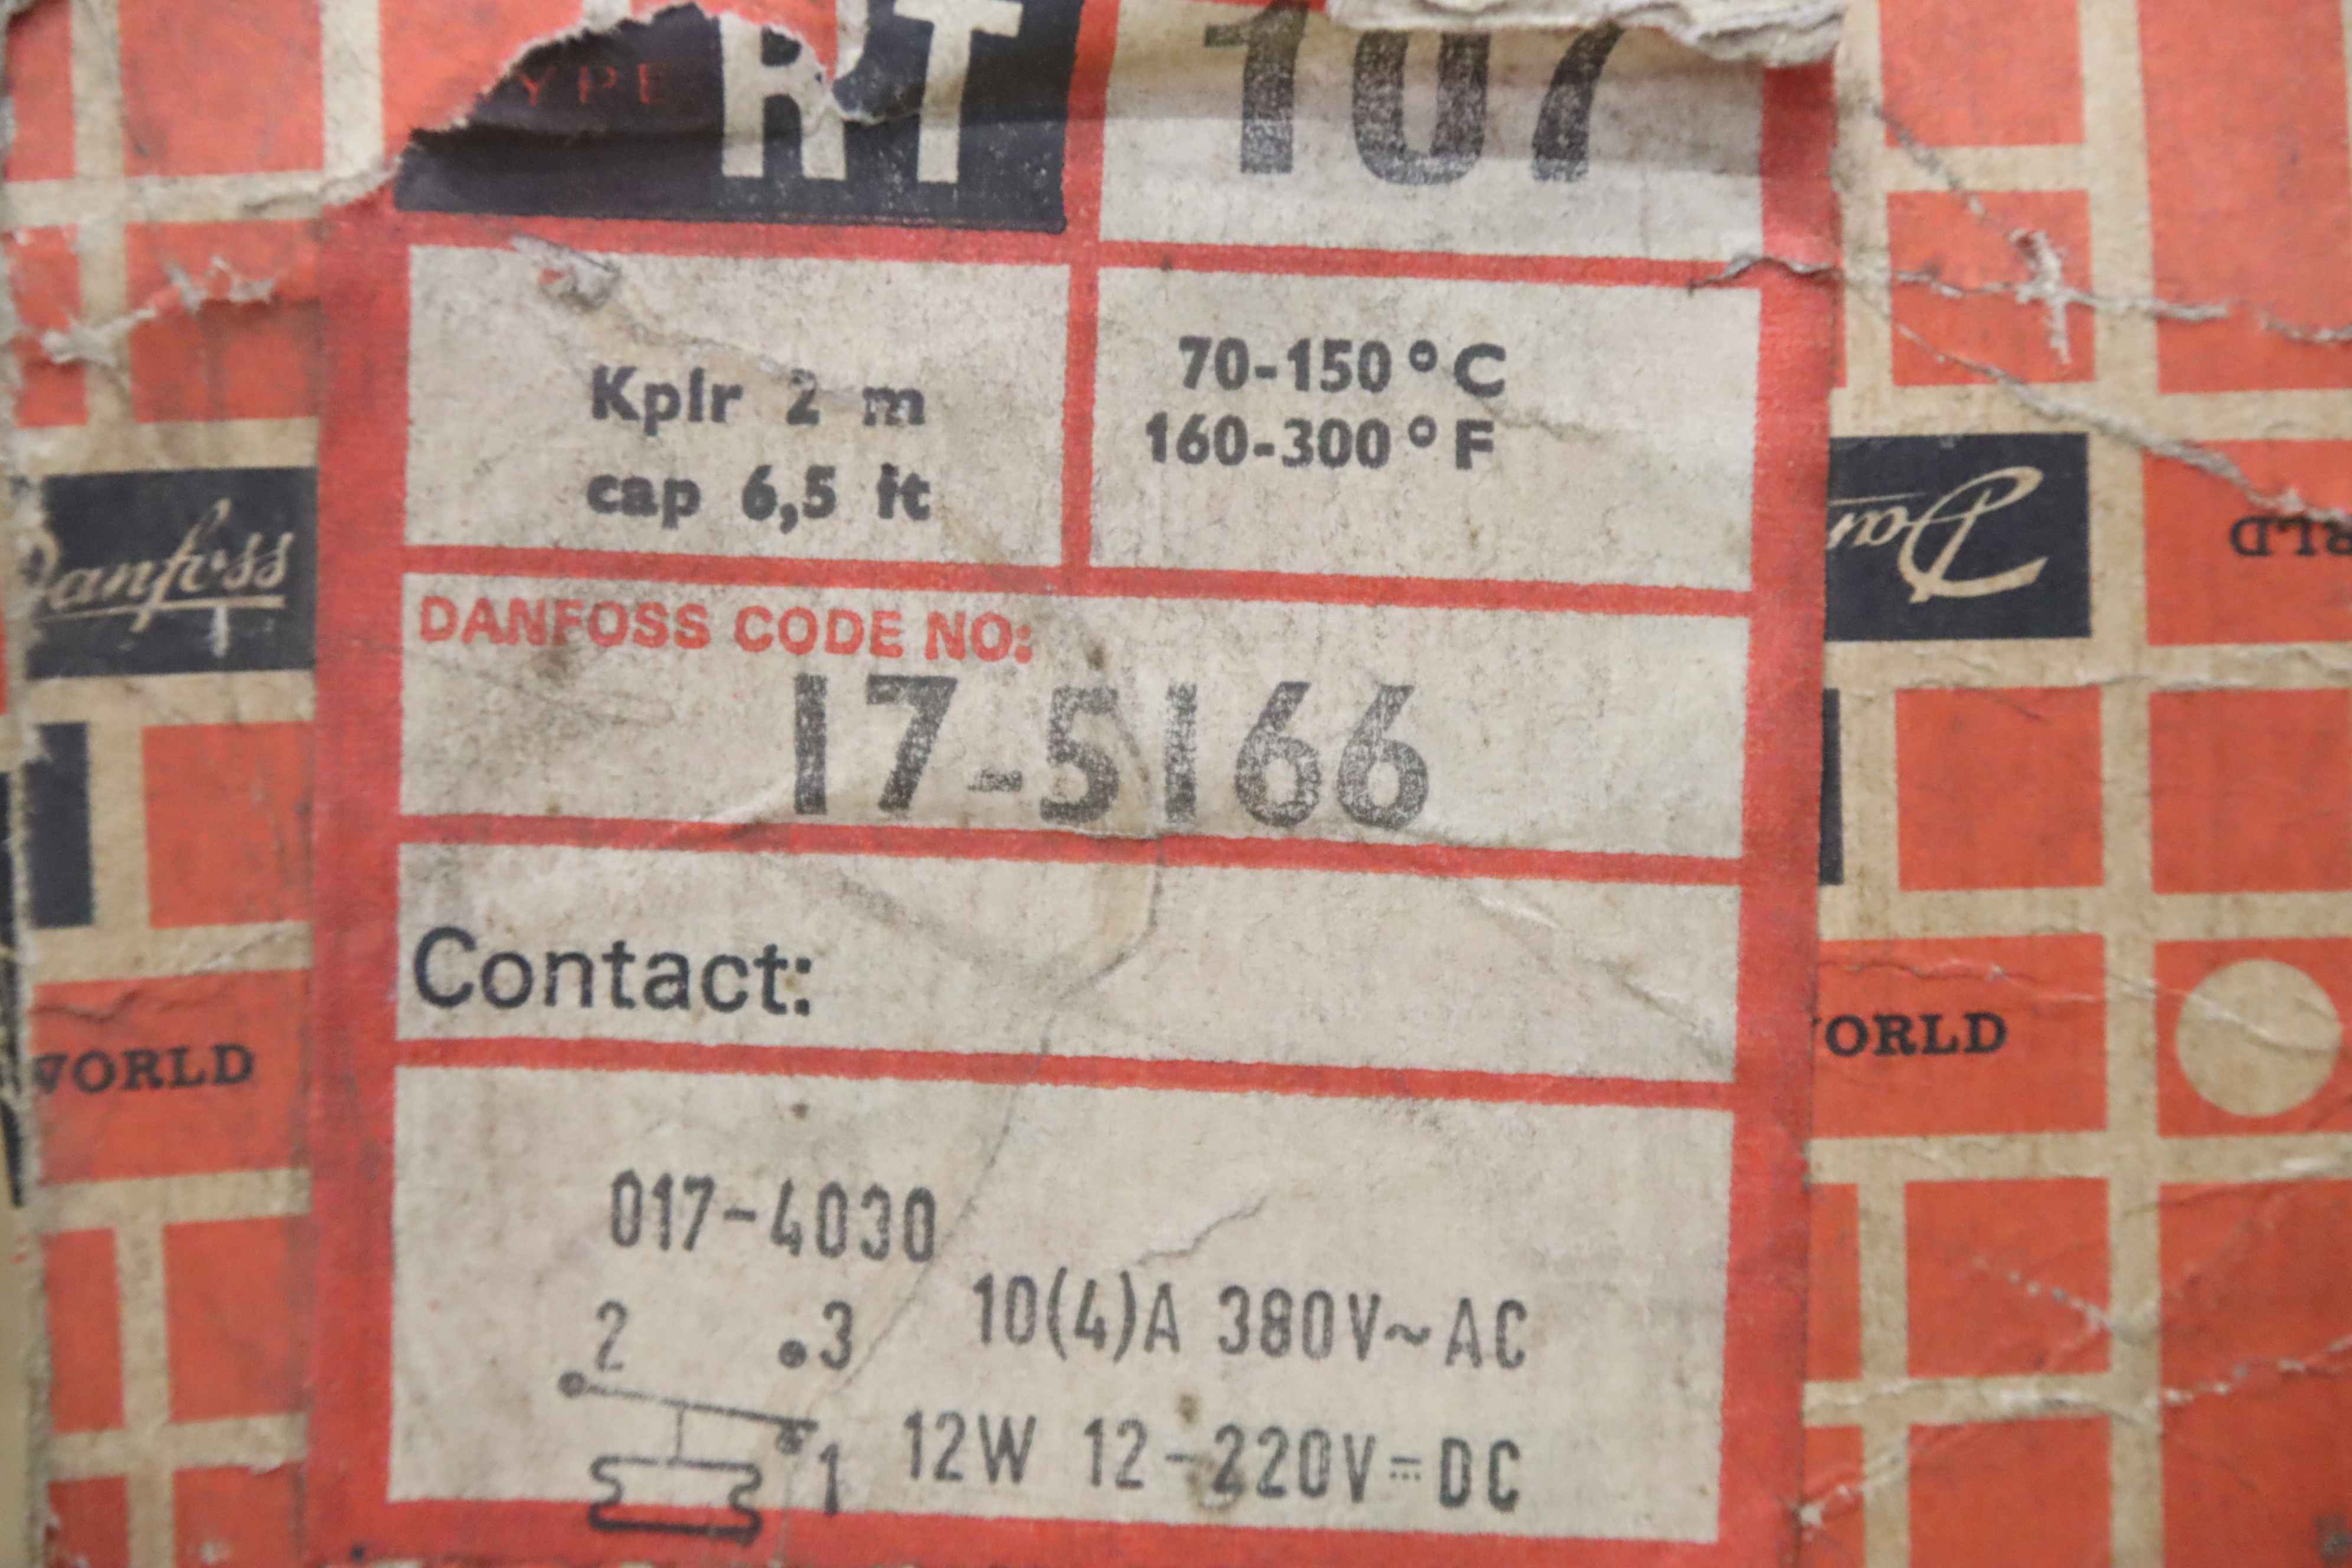 TYPE RT 107
Kplr 2 m
cap 6,5 ft
70-150°C
160-300°F
Danfoss
DANFOSS CODE NO:
17-5166
Contact:
WORLD
WORLD
017-4030
2 3 10(4)A 380V~AC
1 12W 12-220V⎓DC